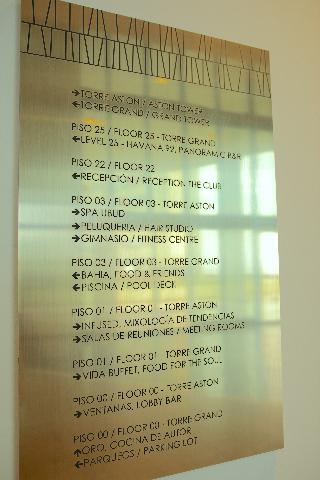 →TORRE ASTON / ASTON TOWER
←TORRE GRAND / GRAND TOWER
PISO 25 / FLOOR 25 - TORRE GRAND
←LEVEL 25 - HAVANA 92, PANORAMIC R&R
PISO 22 / FLOOR 22
←RECEPCIÓN / RECEPTION THE CLUB
PISO 03 / FLOOR 03 - TORRE ASTON
→SPA UBUD
→PELUQUERIA / HAIR STUDIO
→GIMNASIO / FITNESS CENTRE
PISO 03 / FLOOR 03 - TORRE GRAND
←BAHIA, FOOD & FRIENDS
←PISCINA / POOL DECK
PISO 01 / FLOOR 01 - TORRE ASTON
→INFUSED, MIXOLOGÍA DE TENDENCIAS
→SALAS DE REUNIONES / MEETING ROOMS
PISO 01 / FLOOR 01 - TORRE GRAND
→VIDA BUFFET, FOOD FOR THE SOUL
PISO 00 / FLOOR 00 - TORRE ASTON
→VENTANAS, LOBBY BAR
PISO 00 / FLOOR 00 - TORRE GRAND
↑ORO, COCINA DE AUTOR
←PARQUEOS / PARKING LOT